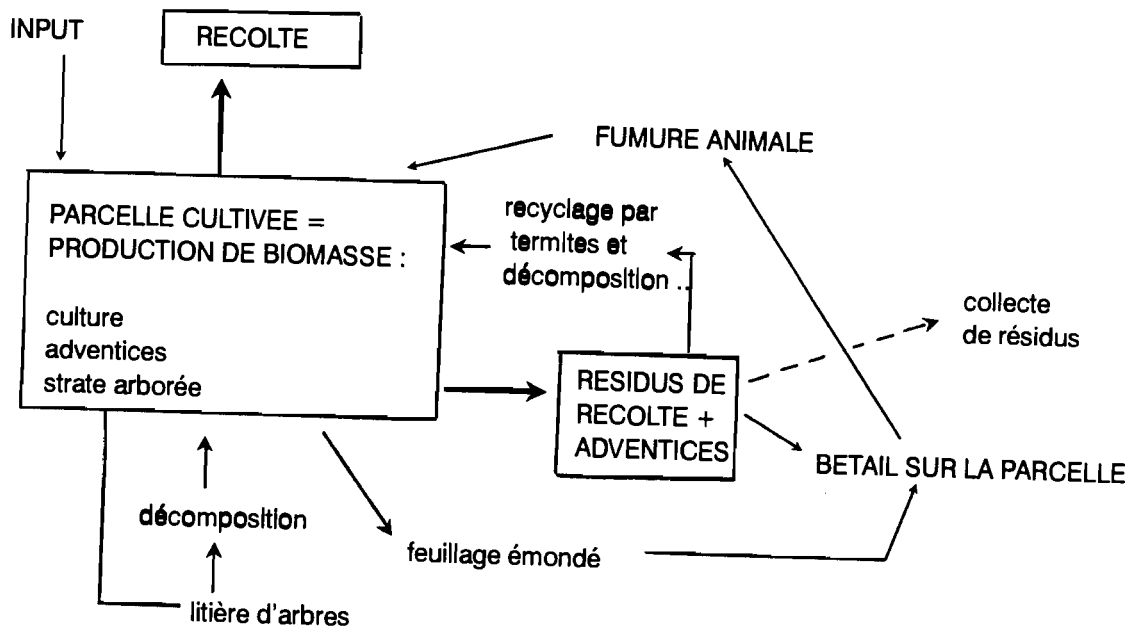 INPUT
RECOLTE
FUMURE ANIMALE
PARCELLE CULTIVEE =
PRODUCTION DE BIOMASSE :
culture
adventices
strate arborée
recyclage par
termites et
décomposition ..
collecte
de résidus
RESIDUS DE
RECOLTE +
ADVENTICES
BETAIL SUR LA PARCELLE
décomposition
feuillage émondé
litière d'arbres